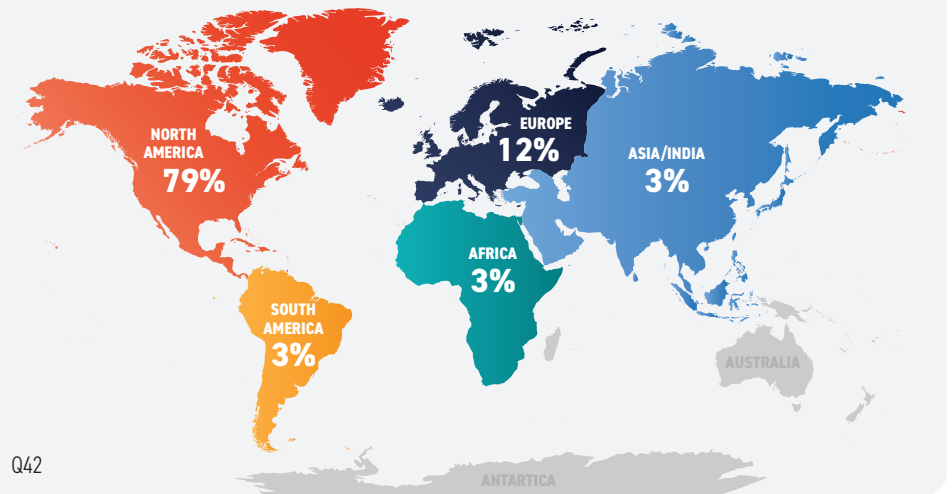 NORTH
AMERICA
79%
EUROPE
12%
ASIA/INDIA
3%
AFRICA
3%
SOUTH
AMERICA
3%
AUSTRALIA
Q42
ANTARTICA